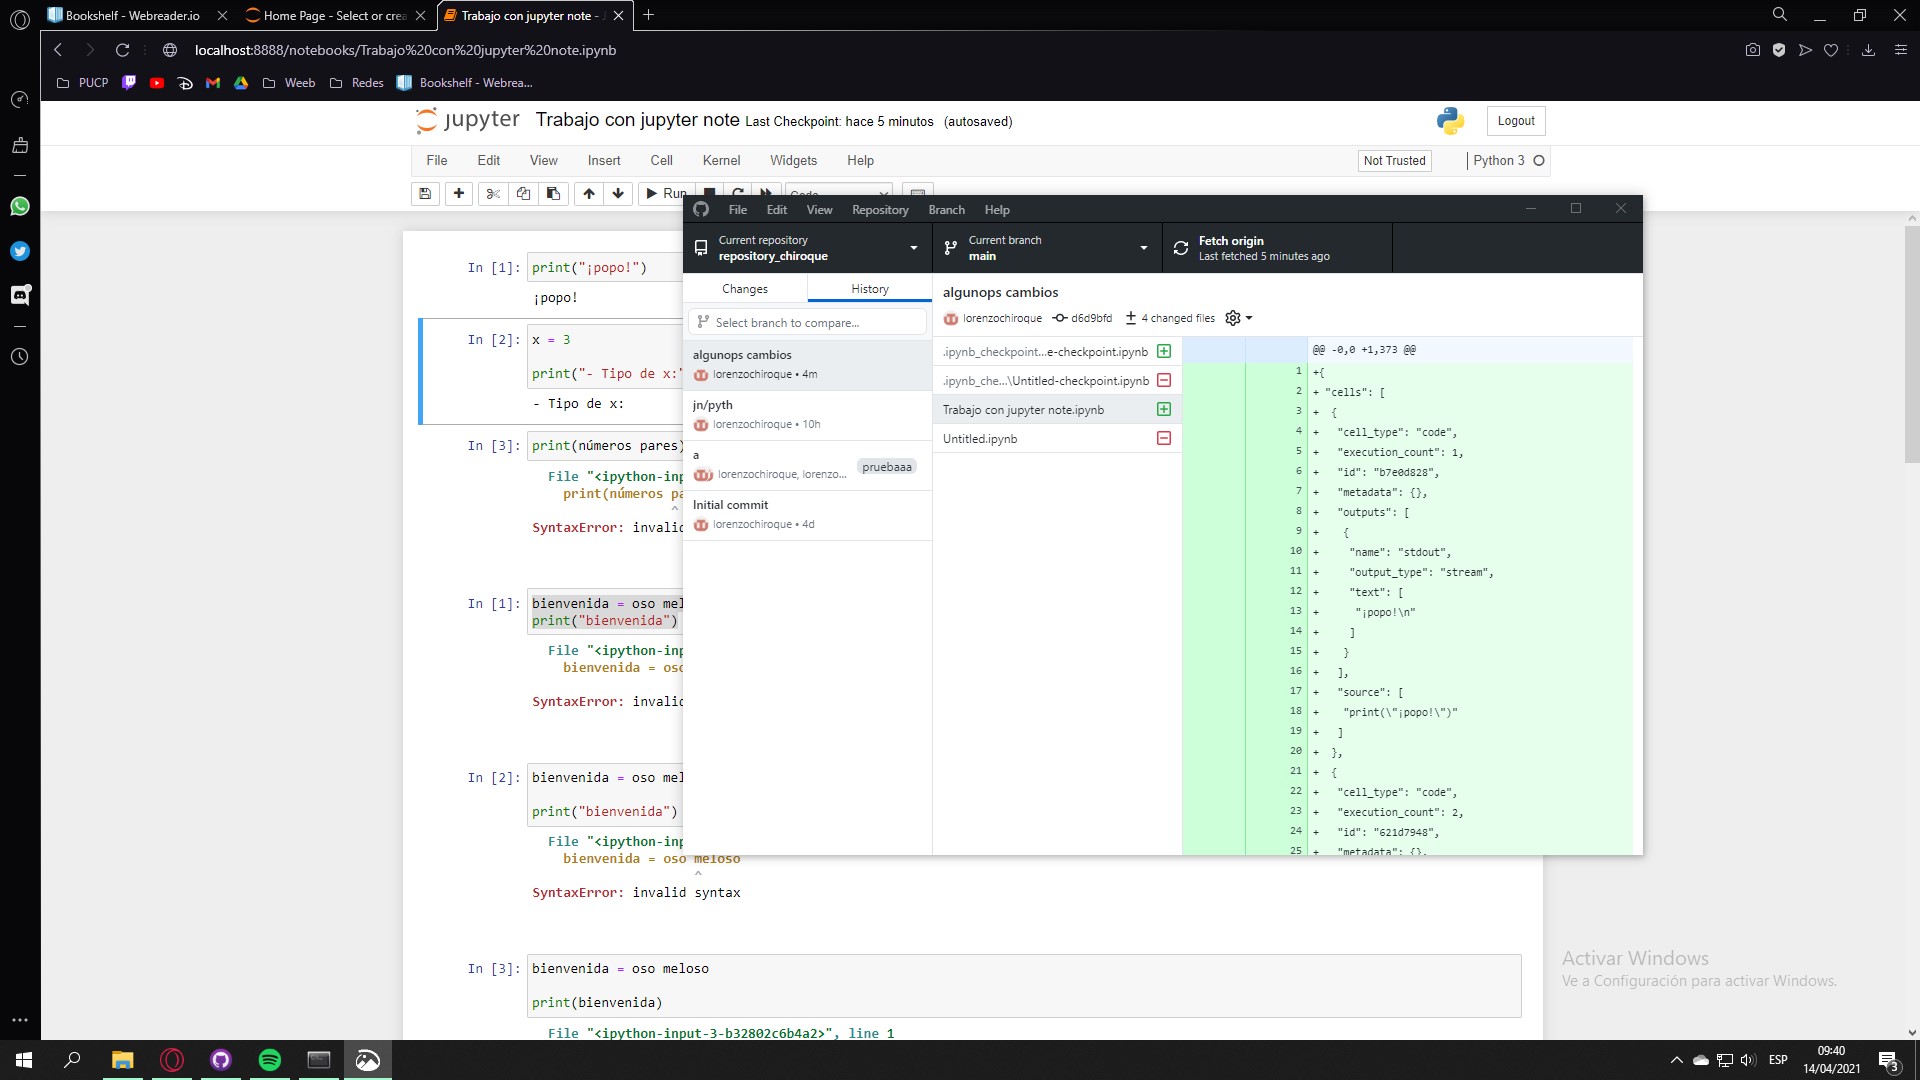 Bookshelf - Webreader.io
Home Page - Select or crea
Trabajo con jupyter note -
localhost:8888/notebooks/Trabajo%20con%20jupyter%20note.ipynb
PUCP
Weeb
Redes
Bookshelf - Webrea...
jupyter
Trabajo con jupyter note
Last Checkpoint: hace 5 minutos
(autosaved)
Logout
File
Edit
View
Insert
Cell
Kernel
Widgets
Help
Not Trusted
Python 3
Run
Code
In [1]:
print("¡popo!")
¡popo!
In [2]:
x = 3
print("- Tipo de x:"
- Tipo de x:
In [3]:
print(números pares)
File "<ipython-inp
print(números pa
^
SyntaxError: invalid
In [1]:
bienvenida = oso mel
print("bienvenida")
File "<ipython-inp
bienvenida = oso
SyntaxError: invalid
In [2]:
bienvenida = oso mel
print("bienvenida")
File "<ipython-inp
bienvenida = oso meloso
^
SyntaxError: invalid syntax
In [3]:
bienvenida = oso meloso
print(bienvenida)
File "<ipython-input-3-b32802c6b4a2>", line 1
File
Edit
View
Repository
Branch
Help
Current repository
repository_chiroque
Current branch
main
Fetch origin
Last fetched 5 minutes ago
Changes
History
Select branch to compare...
algunops cambios
lorenzochiroque • 4m
jn/pyth
lorenzochiroque • 10h
a
lorenzochiroque, lorenzo...
pruebaaa
Initial commit
lorenzochiroque • 4d
algunops cambios
lorenzochiroque
d6d9bfd
4 changed files
.ipynb_checkpoint...e-checkpoint.ipynb
.ipynb_che...\Untitled-checkpoint.ipynb
Trabajo con jupyter note.ipynb
Untitled.ipynb
@@ -0,0 +1,373 @@
1 +{
2 + "cells": [
3 + {
4 + "cell_type": "code",
5 + "execution_count": 1,
6 + "id": "b7e0d828",
7 + "metadata": {},
8 + "outputs": [
9 + {
10 + "name": "stdout",
11 + "output_type": "stream",
12 + "text": [
13 + "¡popo!\n"
14 + ]
15 + }
16 + ],
17 + "source": [
18 + "print(\"¡popo!\")"
19 + ]
20 + },
21 + {
22 + "cell_type": "code",
23 + "execution_count": 2,
24 + "id": "621d7948",
25 + "metadata": {},
Activar Windows
Ve a Configuración para activar Windows.
ESP
09:40
14/04/2021
3